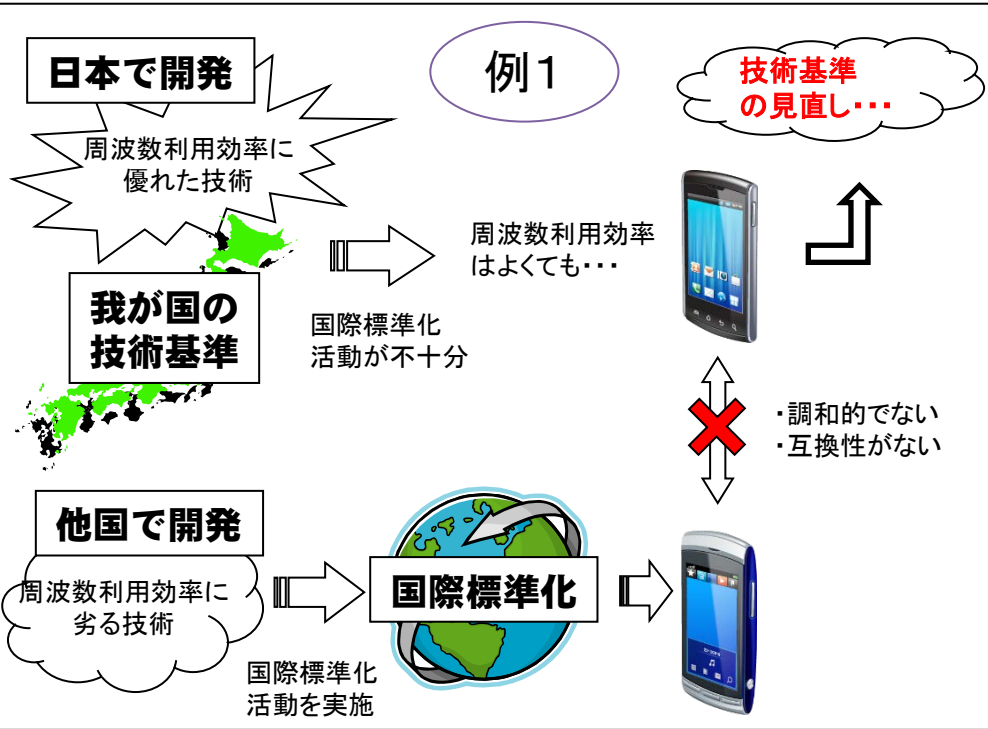 例１
日本で開発
周波数利用効率に
優れた技術
我が国の
技術基準
国際標準化
活動が不十分
周波数利用効率
はよくても・・・
技術基準
の見直し・・・
・調和的でない
・互換性がない
他国で開発
周波数利用効率に
劣る技術
国際標準化
活動を実施
国際標準化